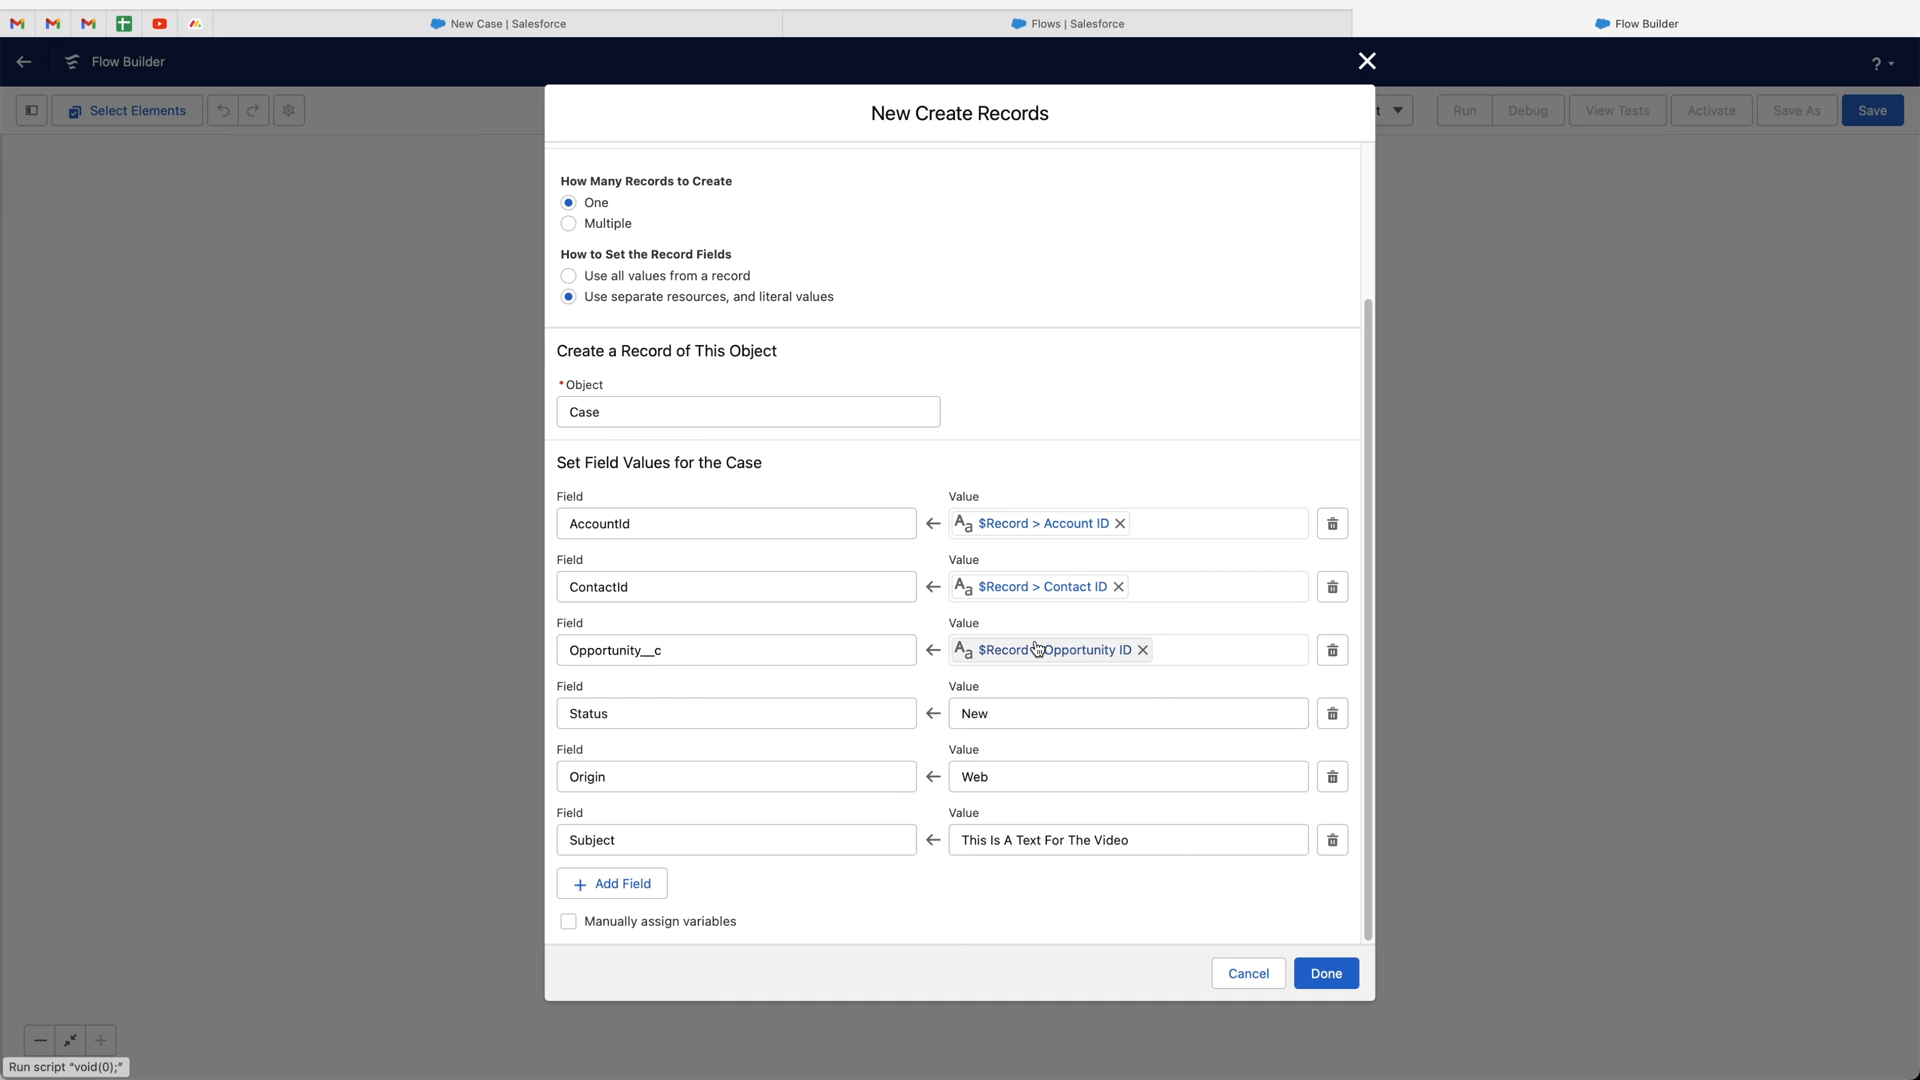 New Case | Salesforce
Flows | Salesforce
Flow Builder
Flow Builder
?
Select Elements
New Create Records
t
Run
Debug
View Tests
Activate
Save As
Save
How Many Records to Create
One
Multiple
How to Set the Record Fields
Use all values from a record
Use separate resources, and literal values
Create a Record of This Object
* Object
Case
Set Field Values for the Case
Field
Value
AccountId
Aa $Record > Account ID
Field
Value
ContactId
Aa $Record > Contact ID
Field
Value
Opportunity__c
Aa $Record Opportunity ID
Field
Value
Status
New
Field
Value
Origin
Web
Field
Value
Subject
This Is A Text For The Video
+ Add Field
Manually assign variables
Cancel
Done
Run script "void(0);"